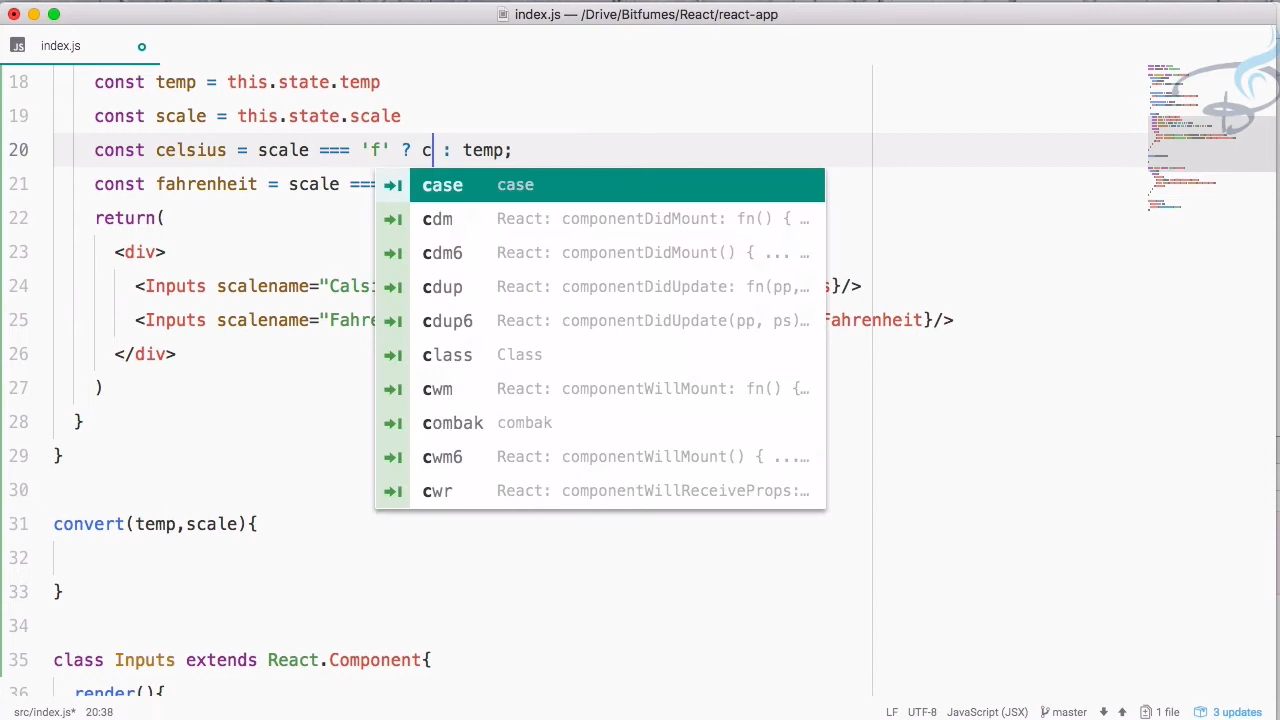 index.js — /Drive/Bitfumes/React/react-app
JS index.js
18 const temp = this.state.temp
19 const scale = this.state.scale
20 const celsius = scale === 'f' ? c : temp;
21 const fahrenheit = scale ===
22 return(
23 <div>
24 <Inputs scalename="Cals }/>
25 <Inputs scalename="Fahre ahrenheit}/>
26 </div>
27 )
28 }
29 }
30
31 convert(temp,scale){
32
33 }
34
35 class Inputs extends React.Component{
36 render(){
case case
cdm React: componentDidMount: fn() { …
cdm6 React: componentDidMount() { ... …
cdup React: componentDidUpdate: fn(pp,…
cdup6 React: componentDidUpdate(pp, ps)…
class Class
cwm React: componentWillMount: fn() {…
combak combak
cwm6 React: componentWillMount() { ...…
cwr React: componentWillReceiveProps:…
src/index.js* 20:38 LF UTF-8 JavaScript (JSX) master 1 file 3 updates